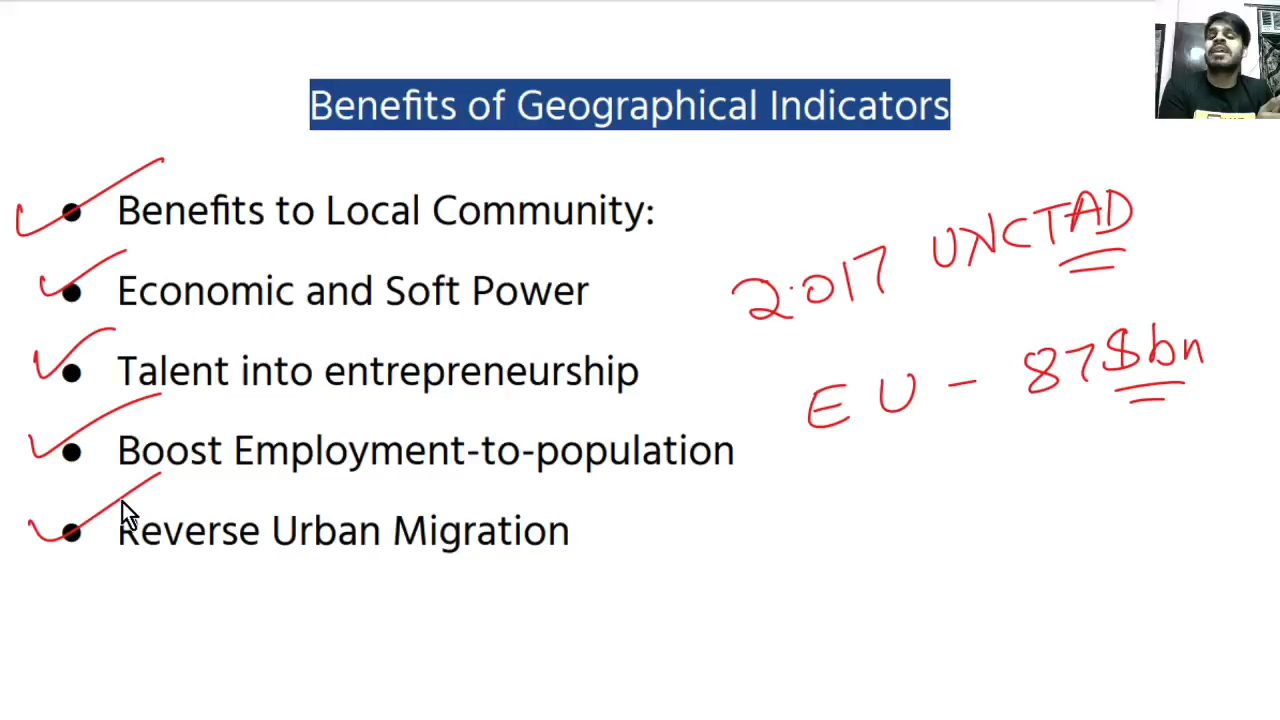 Benefits of Geographical Indicators
Benefits to Local Community:
Economic and Soft Power
Talent into entrepreneurship
Boost Employment-to-population
Reverse Urban Migration
2017 UNCTAD
EU - 87$bn